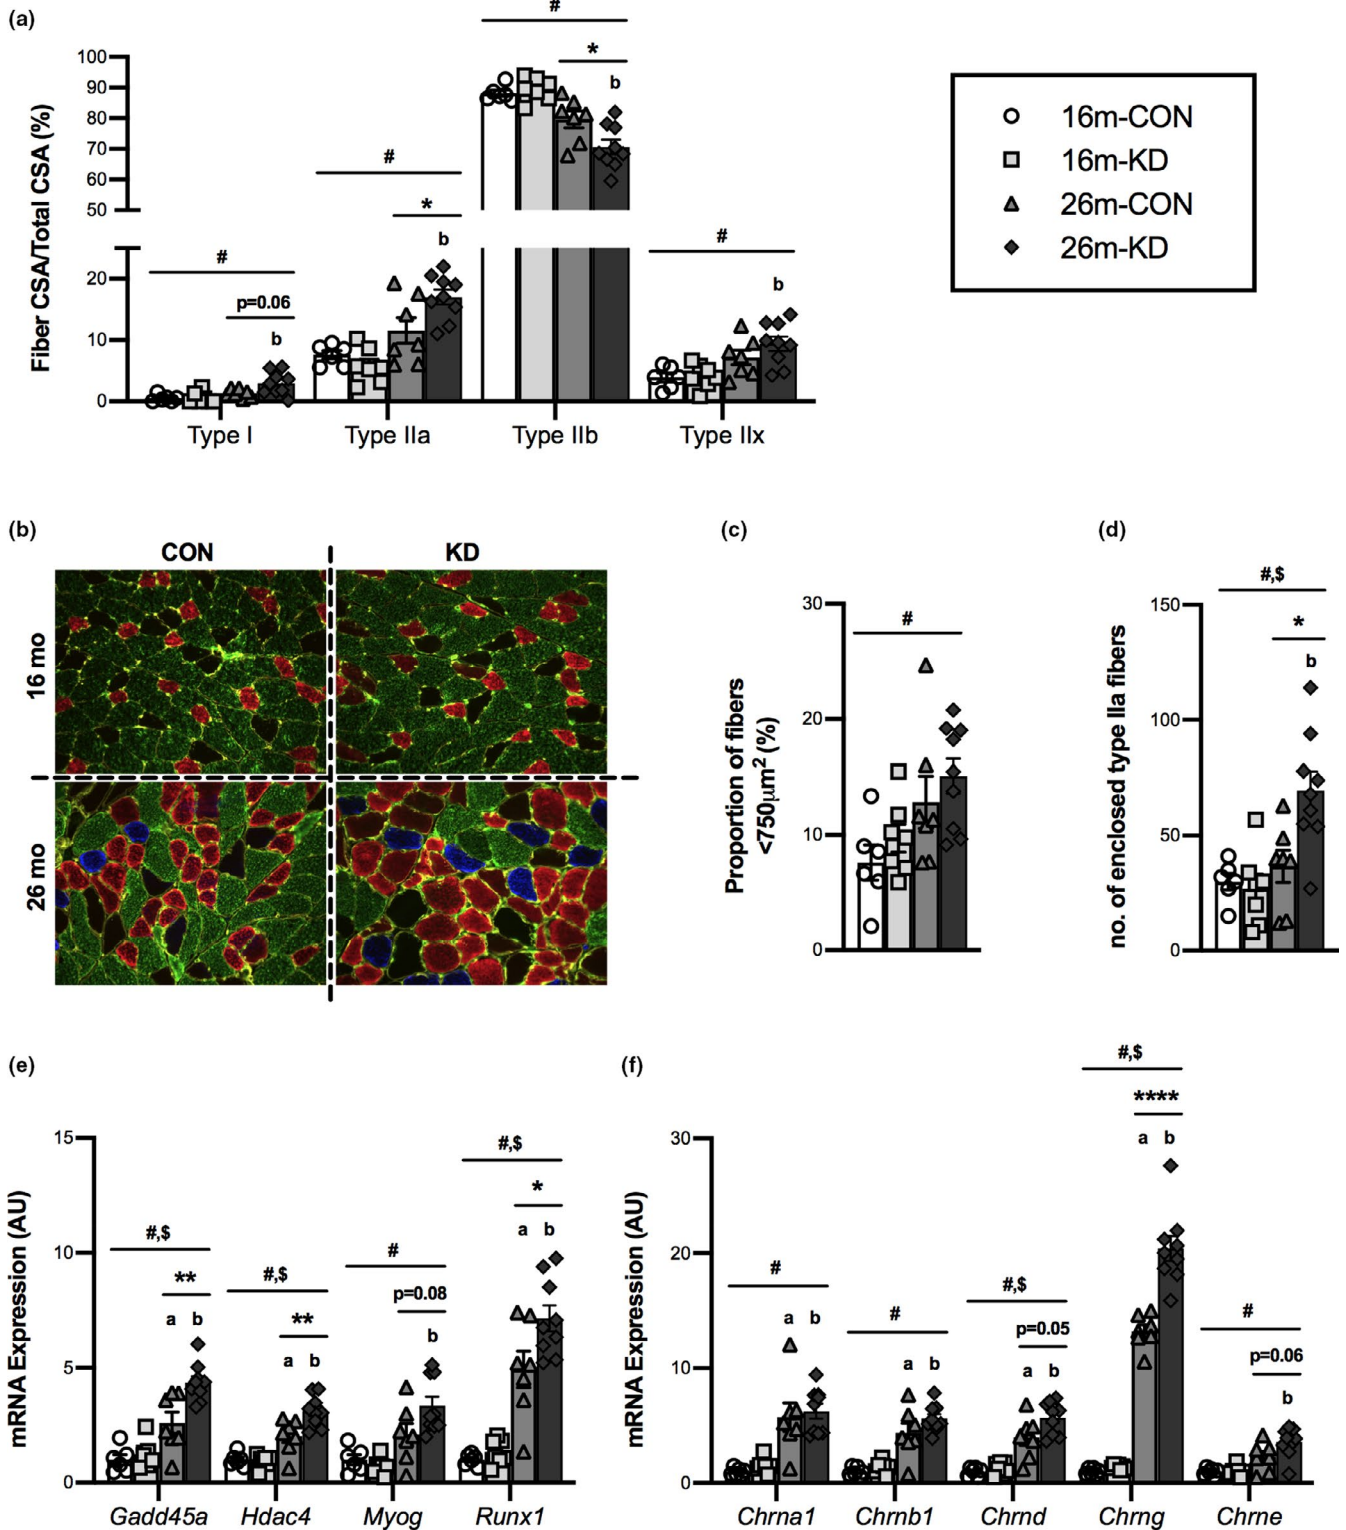 (a)
Fiber CSA/Total CSA (%)
100
90
80
70
60
50
20
10
0
#
p=0.06
b
#
*
b
#
*
b
#
b
Type I
Type IIa
Type IIb
Type IIx
16m-CON
16m-KD
26m-CON
26m-KD
(b)
CON
KD
16 mo
26 mo
(c)
Proportion of fibers
<750µm² (%)
30
20
10
0
#
(d)
no. of enclosed type IIa fibers
150
100
50
0
#,$
*
b
(e)
mRNA Expression (AU)
15
10
5
0
#,$
**
a b
#,$
**
a b
#
p=0.08
b
#,$
*
a b
Gadd45a
Hdac4
Myog
Runx1
(f)
mRNA Expression (AU)
30
20
10
0
#
a b
#
a b
#,$
p=0.05
a b
#,$
****
a b
#
p=0.06
b
Chrna1
Chrnb1
Chrnd
Chrng
Chrne